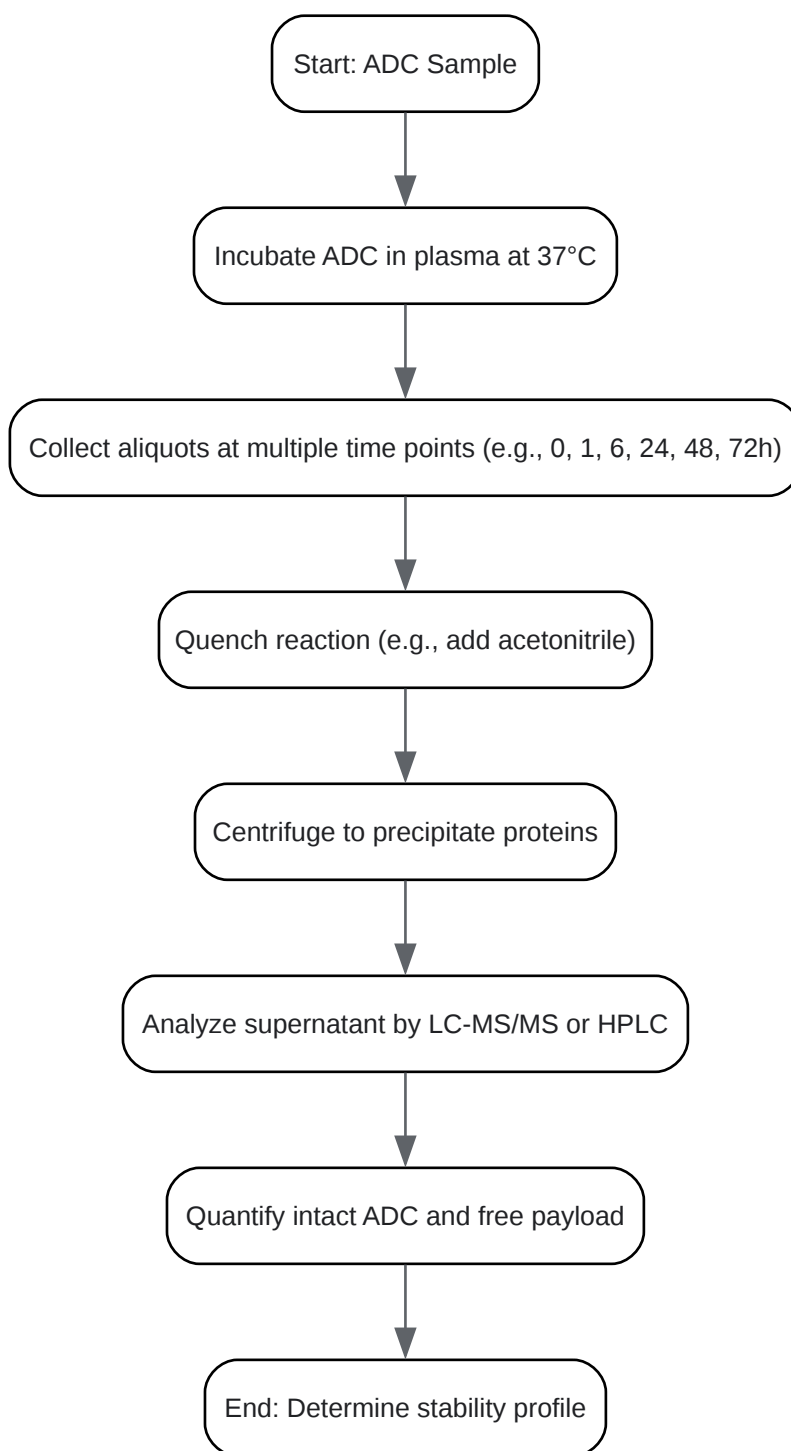 Start: ADC Sample
Incubate ADC in plasma at 37°C
Collect aliquots at multiple time points (e.g., 0, 1, 6, 24, 48, 72h)
Quench reaction (e.g., add acetonitrile)
Centrifuge to precipitate proteins
Analyze supernatant by LC-MS/MS or HPLC
Quantify intact ADC and free payload
End: Determine stability profile